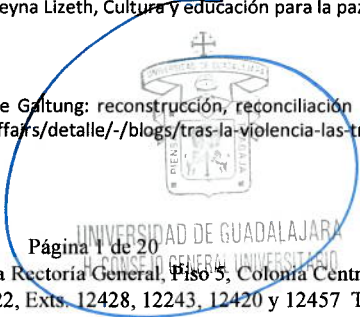 eyna Lizeth, Cultura y educación para la paz
e Galtung: reconstrucción, reconciliación
ffairs/detalle/-/blogs/tras-la-violencia-las-tr
PIENSA
UNIVERSIDAD DE GUADALAJARA
Página 1 de 20
H. CONSEJO GENERAL UNIVERSITARIO
a Rectoría General, Piso 5, Colonia Centr
22, Exts. 12428, 12243, 12420 y 12457 T